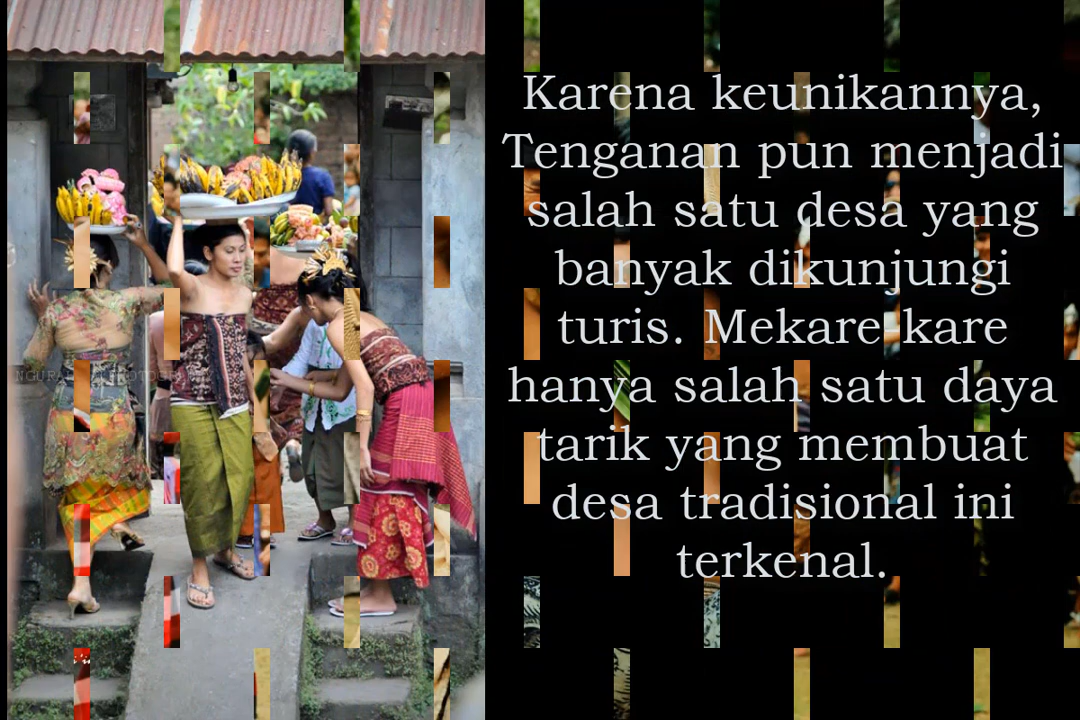 Karena keunikannya,
Tenganan pun menjadi
salah satu desa yang
banyak dikunjungi
turis. Mekare-kare
hanya salah satu daya
tarik yang membuat
desa tradisional ini
terkenal.